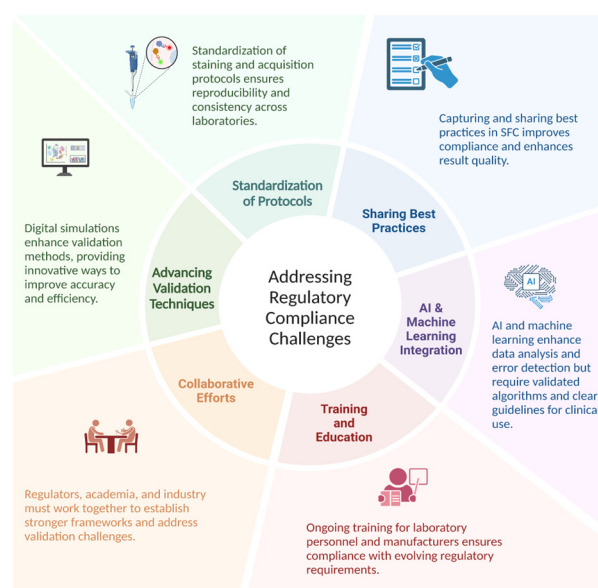 Standardization of
staining and acquisition
protocols ensures
reproducibility and
consistency across
laboratories.
Capturing and sharing best
practices in SFC improves
compliance and enhances
result quality.
Standardization
of Protocols
Sharing Best
Practices
Digital simulations
enhance validation
methods, providing
innovative ways to
improve accuracy
and efficiency.
Advancing
Validation
Techniques
Addressing
Regulatory
Compliance
Challenges
AI &
Machine
Learning
Integration
AI
AI and machine
learning enhance
data analysis and
error detection but
require validated
algorithms and clear
guidelines for clinica
use.
Collaborative
Efforts
Training
and
Education
Regulators, academia, and industry
must work together to establish
stronger frameworks and address
validation challenges.
Ongoing training for laboratory
personnel and manufacturers ensures
compliance with evolving regulatory
requirements.